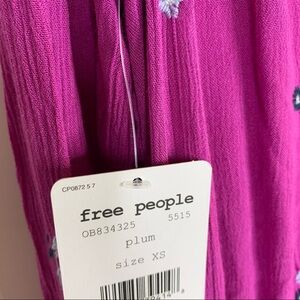 CP0872 5 7
free people
OB834325 5515
plum
size XS